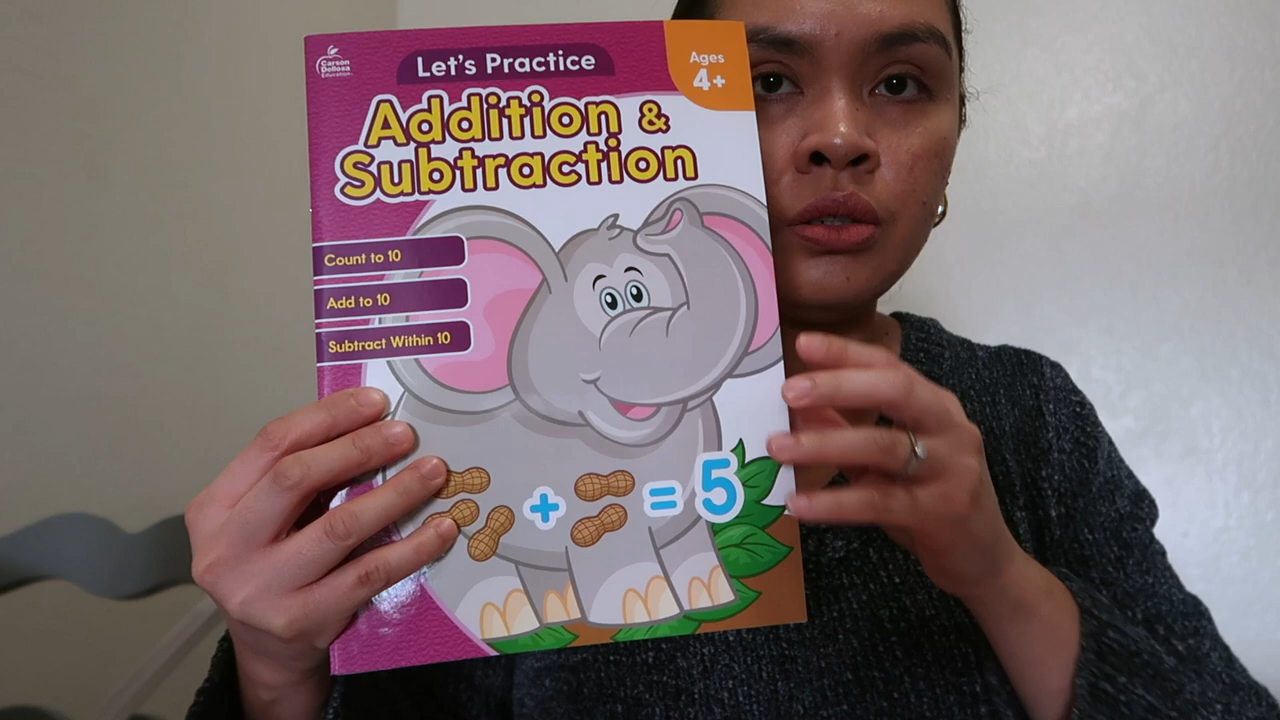 Carson
Dellosa
Education
Let's Practice
Ages
4+
Addition &
Subtraction
Count to 10
Add to 10
Subtract Within 10
+ = 5